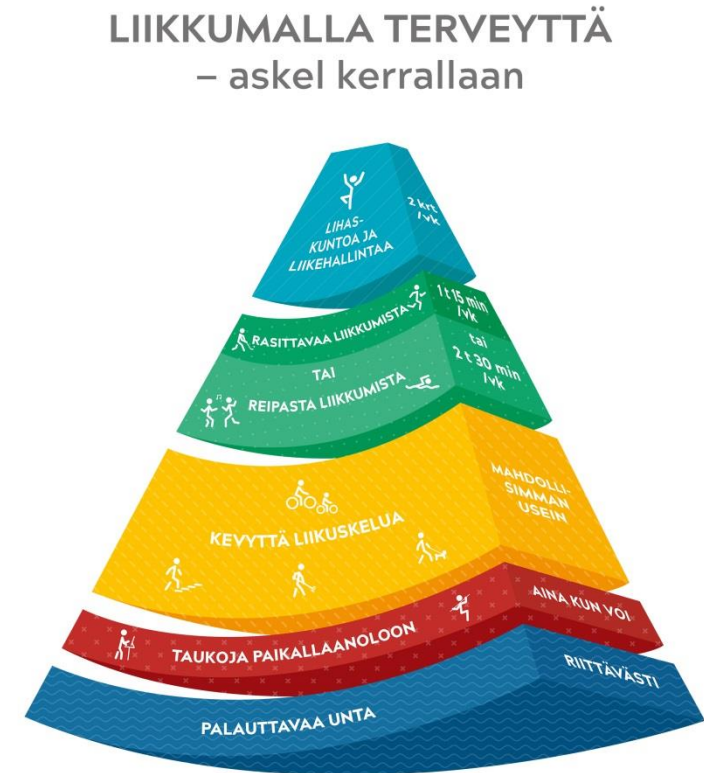 LIIKKUMALLA TERVEYTTÄ
– askel kerrallaan
LIHAS-
KUNTOA JA
LIIKEHALLINTAA
2 krt
/vk
RASITTAVAA LIIKKUMISTA
1 t 15 min
/vk
TAI
REIPASTA LIIKKUMISTA
tai
2 t 30 min
/vk
KEVYTTÄ LIIKUSKELUA
MAHDOLLI-
SIMMAN
USEIN
TAUKOJA PAIKALLAANOLOON
AINA KUN VOI
PALAUTTAVAA UNTA
RIITTÄVÄSTI